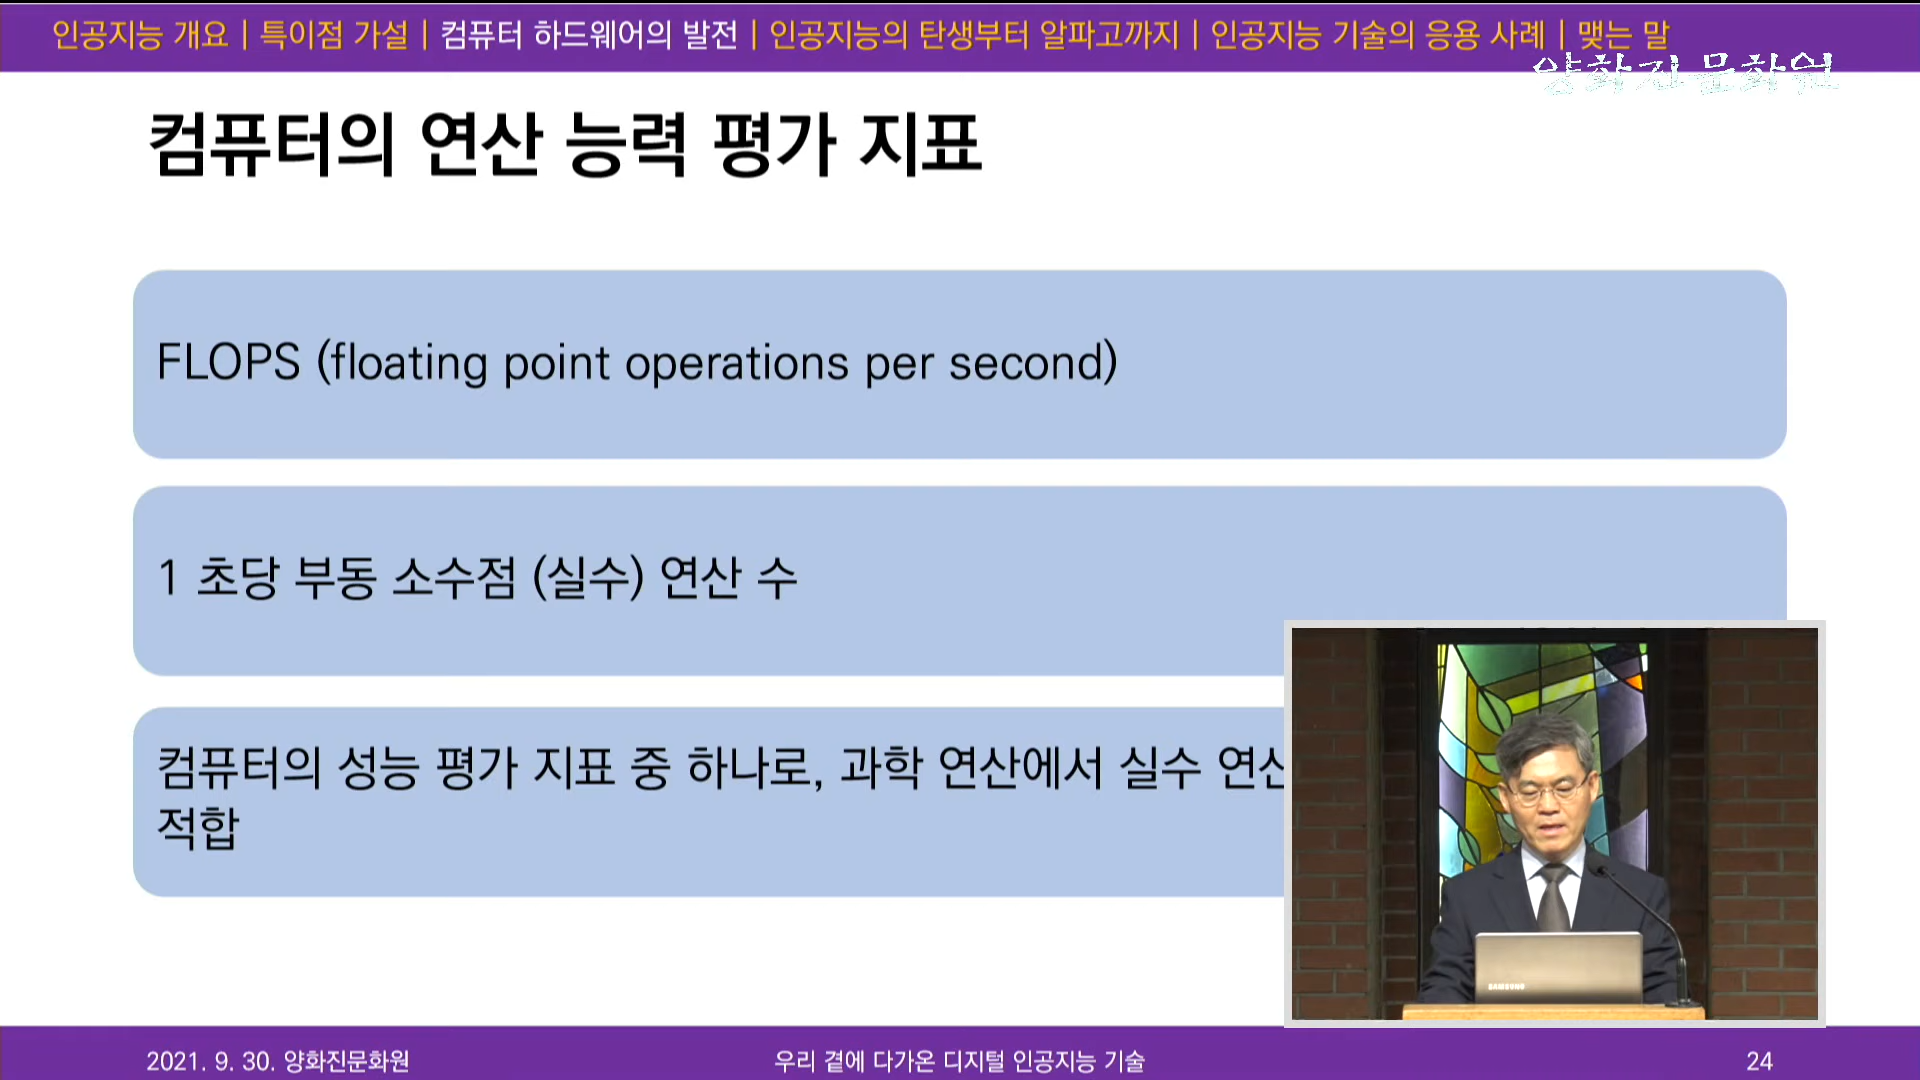 인공지능 개요 | 특이점 가설 | 컴퓨터 하드웨어의 발전 | 인공지능의 탄생부터 알파고까지 | 인공지능 기술의 응용 사례 | 맺는 말
양화진문화원
컴퓨터의 연산 능력 평가 지표
FLOPS (floating point operations per second)
1 초당 부동 소수점 (실수) 연산 수
컴퓨터의 성능 평가 지표 중 하나로, 과학 연산에서 실수 연산
적합
SAMSUNG
2021. 9. 30. 양화진문화원
우리 곁에 다가온 디지털 인공지능 기술
24